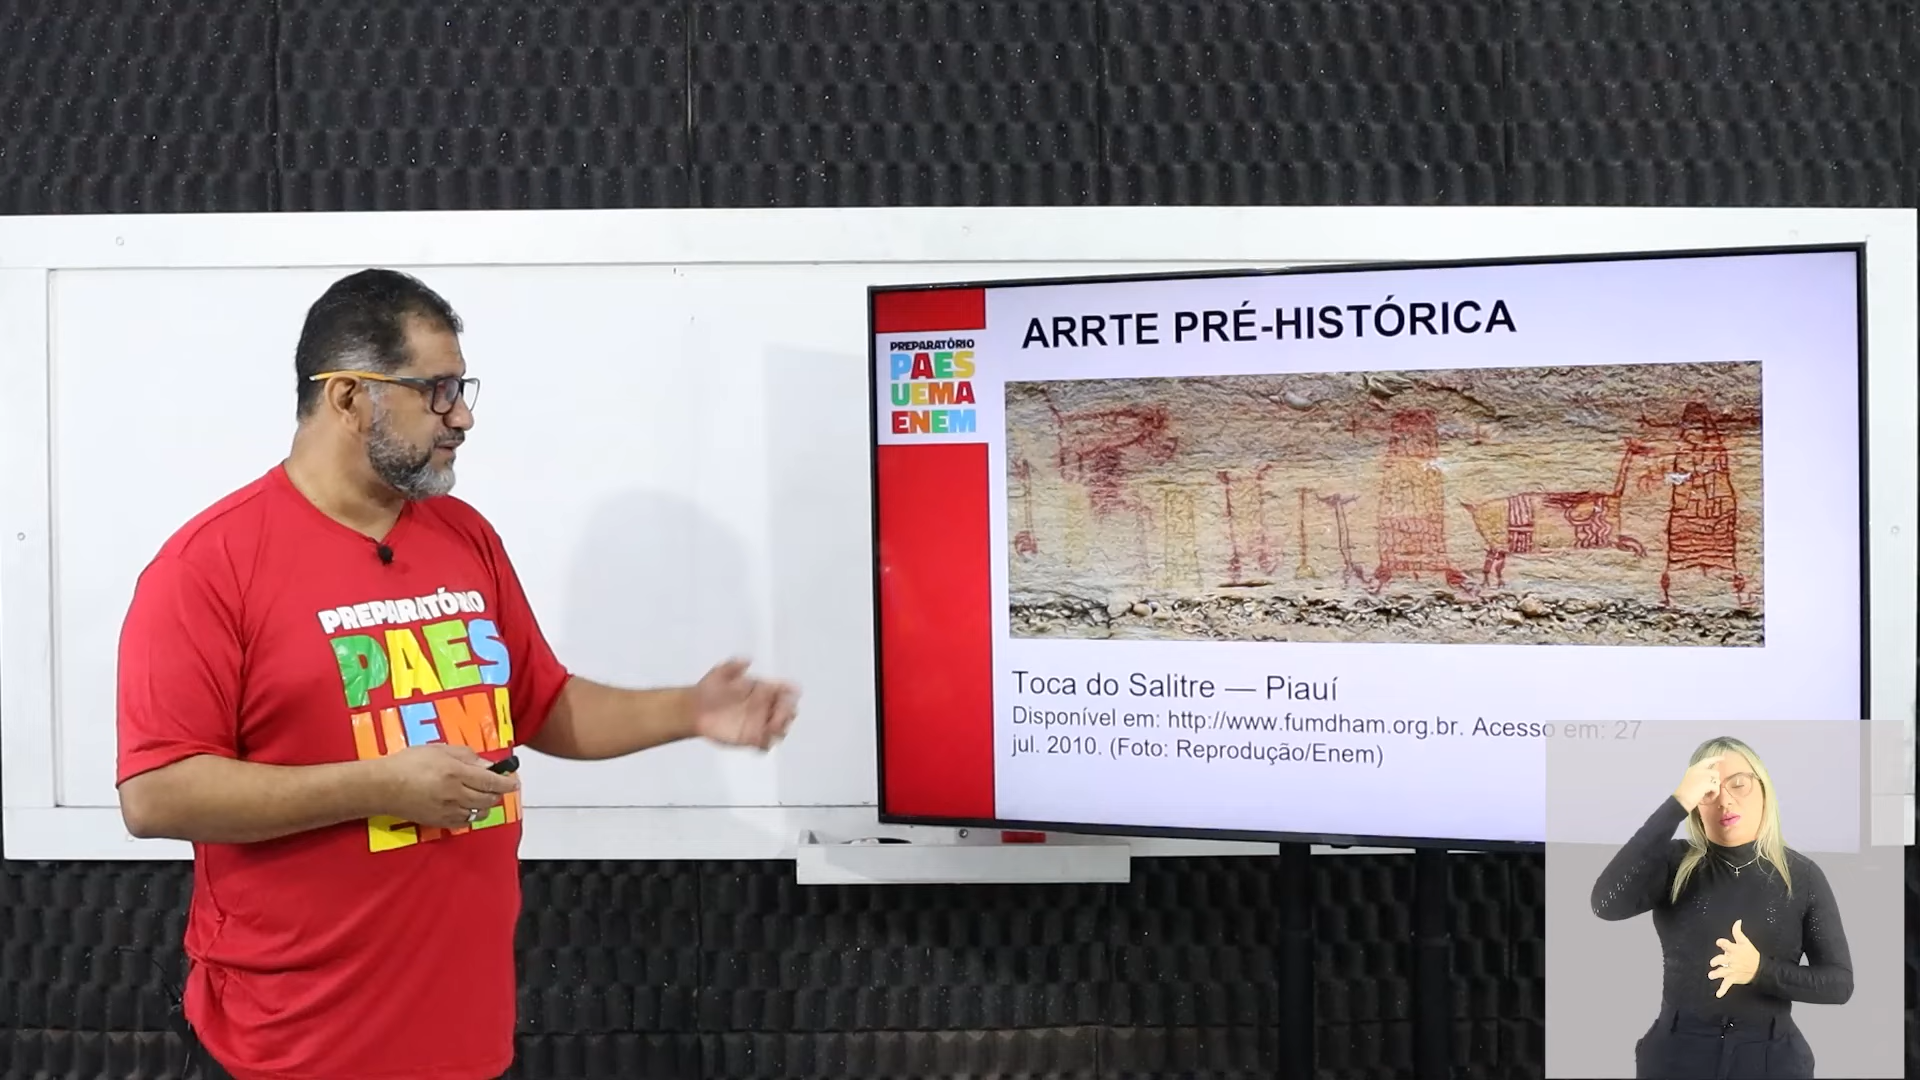 PREPARATÓRIO
PAES
UEMA
ENEM
ARRTE PRÉ-HISTÓRICA
PREPARATÓRIO
PAES
UEMA
ENEM
Toca do Salitre — Piauí
Disponível em: http://www.fumdham.org.br. Acesso em: 27
jul. 2010. (Foto: Reprodução/Enem)